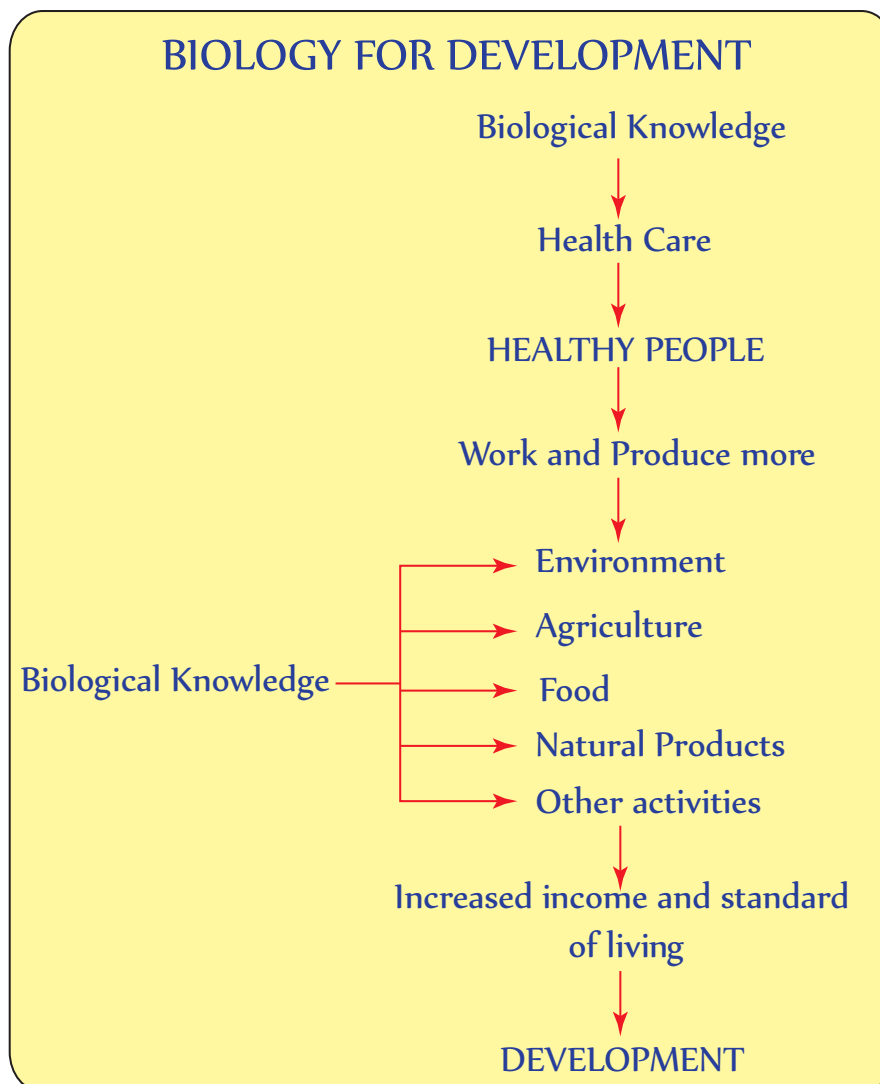 BIOLOGY FOR DEVELOPMENT
Biological Knowledge
Health Care
HEALTHY PEOPLE
Work and Produce more
Environment
Agriculture
Biological Knowledge
Food
Natural Products
Other activities
Increased income and standard
of living
DEVELOPMENT